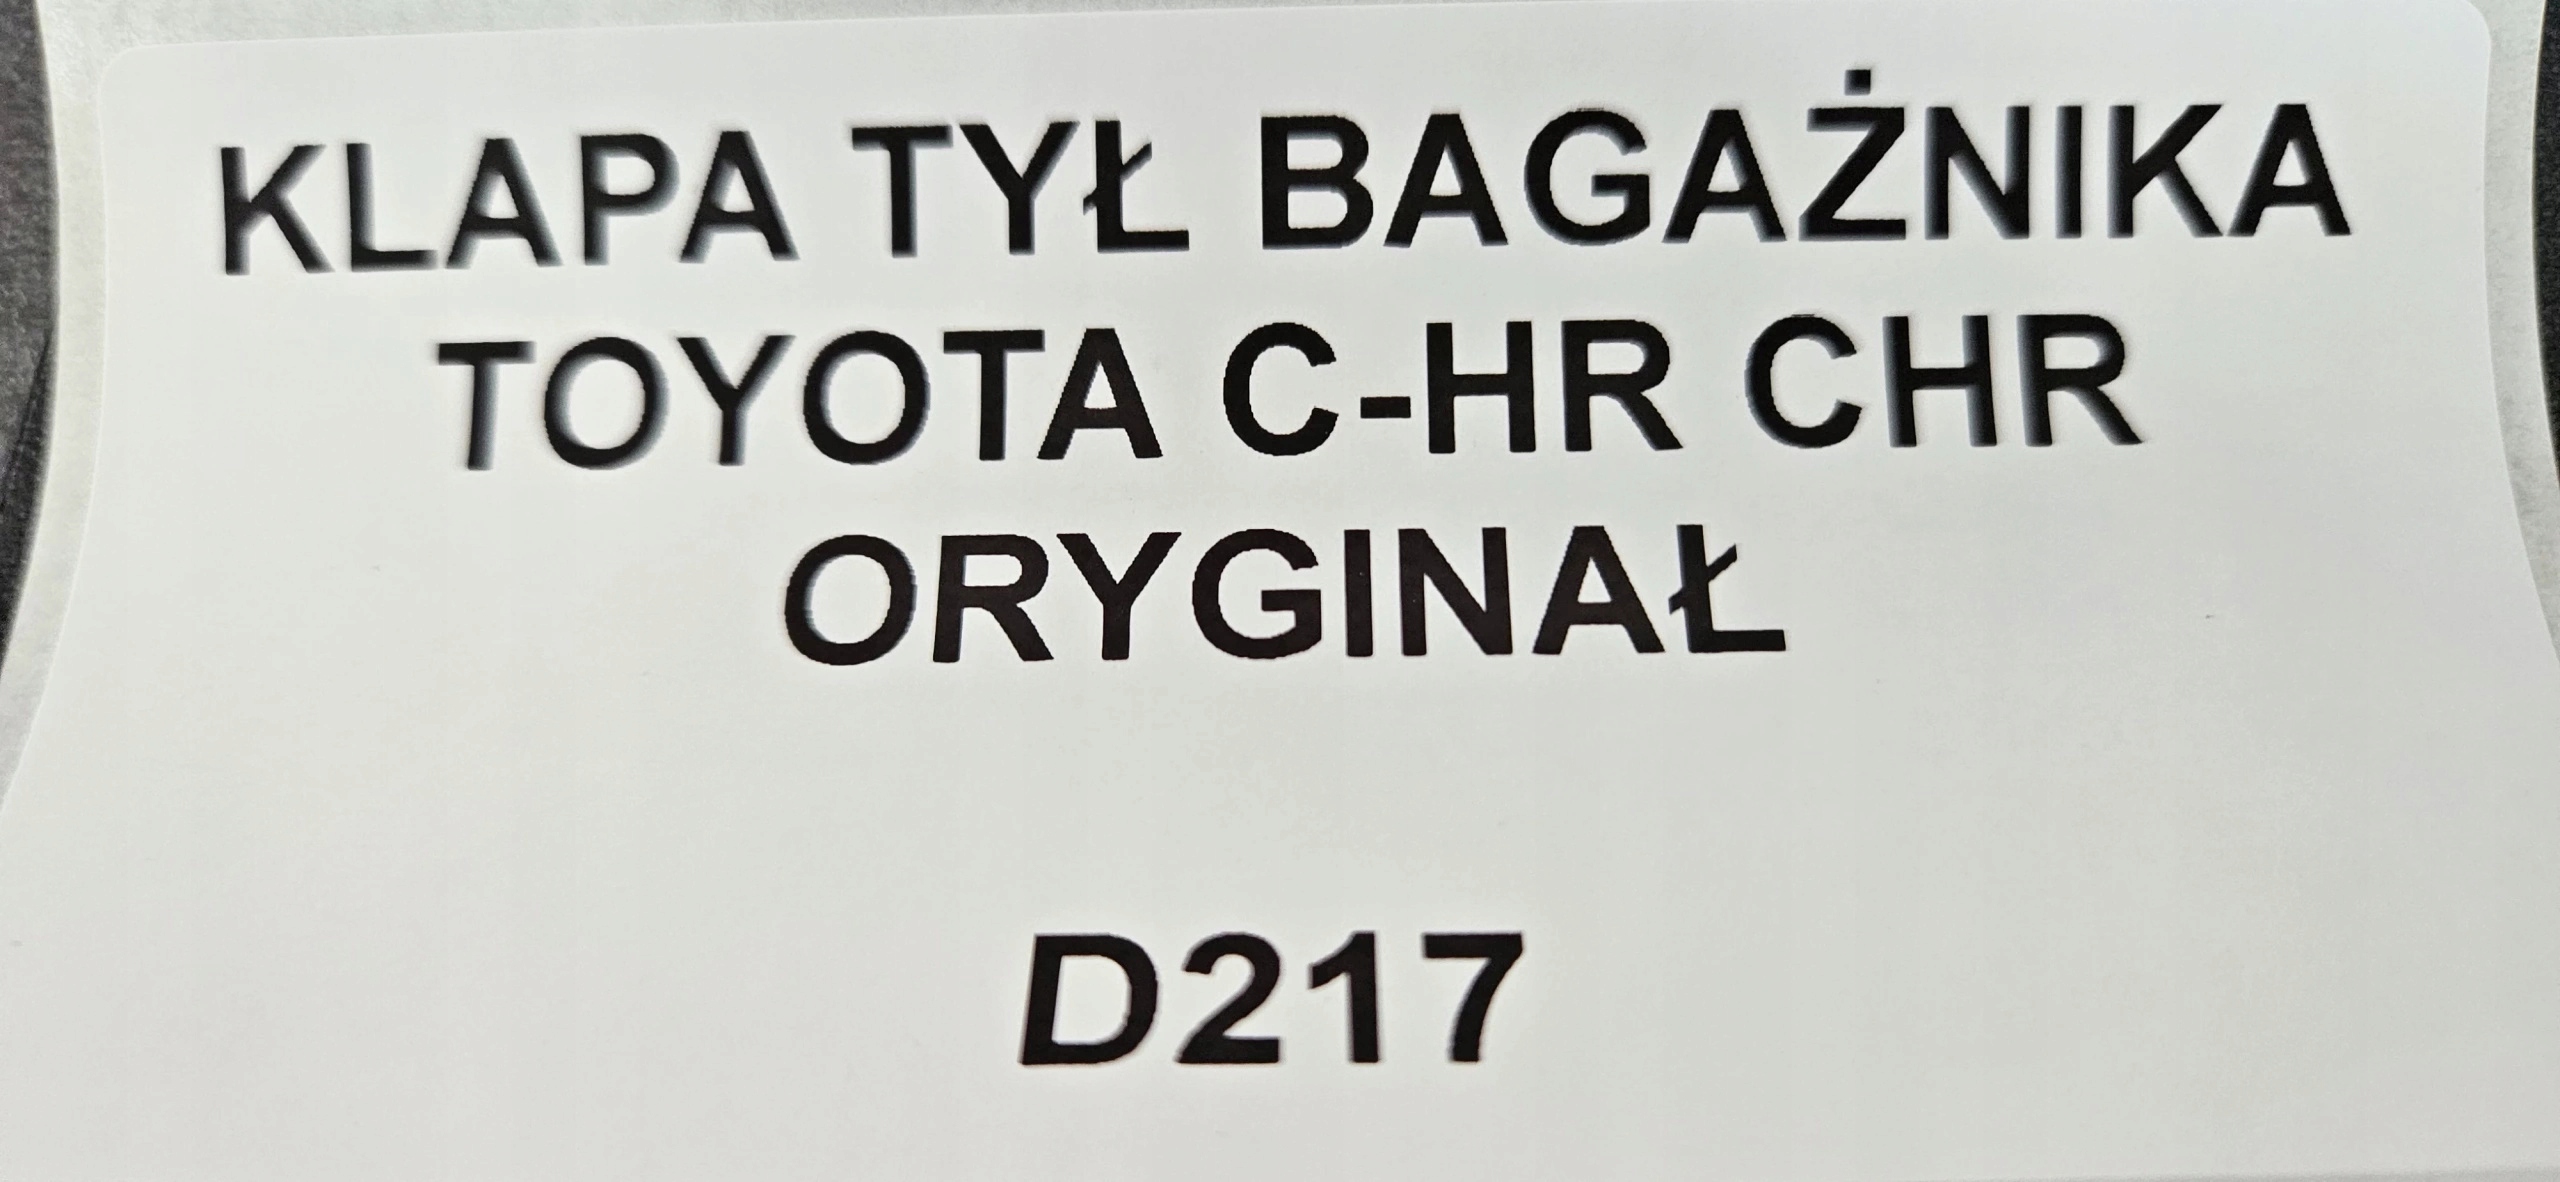 KLAPA TYŁ BAGAŻNIKA
TOYOTA C-HR CHR
ORYGINAŁ
D217